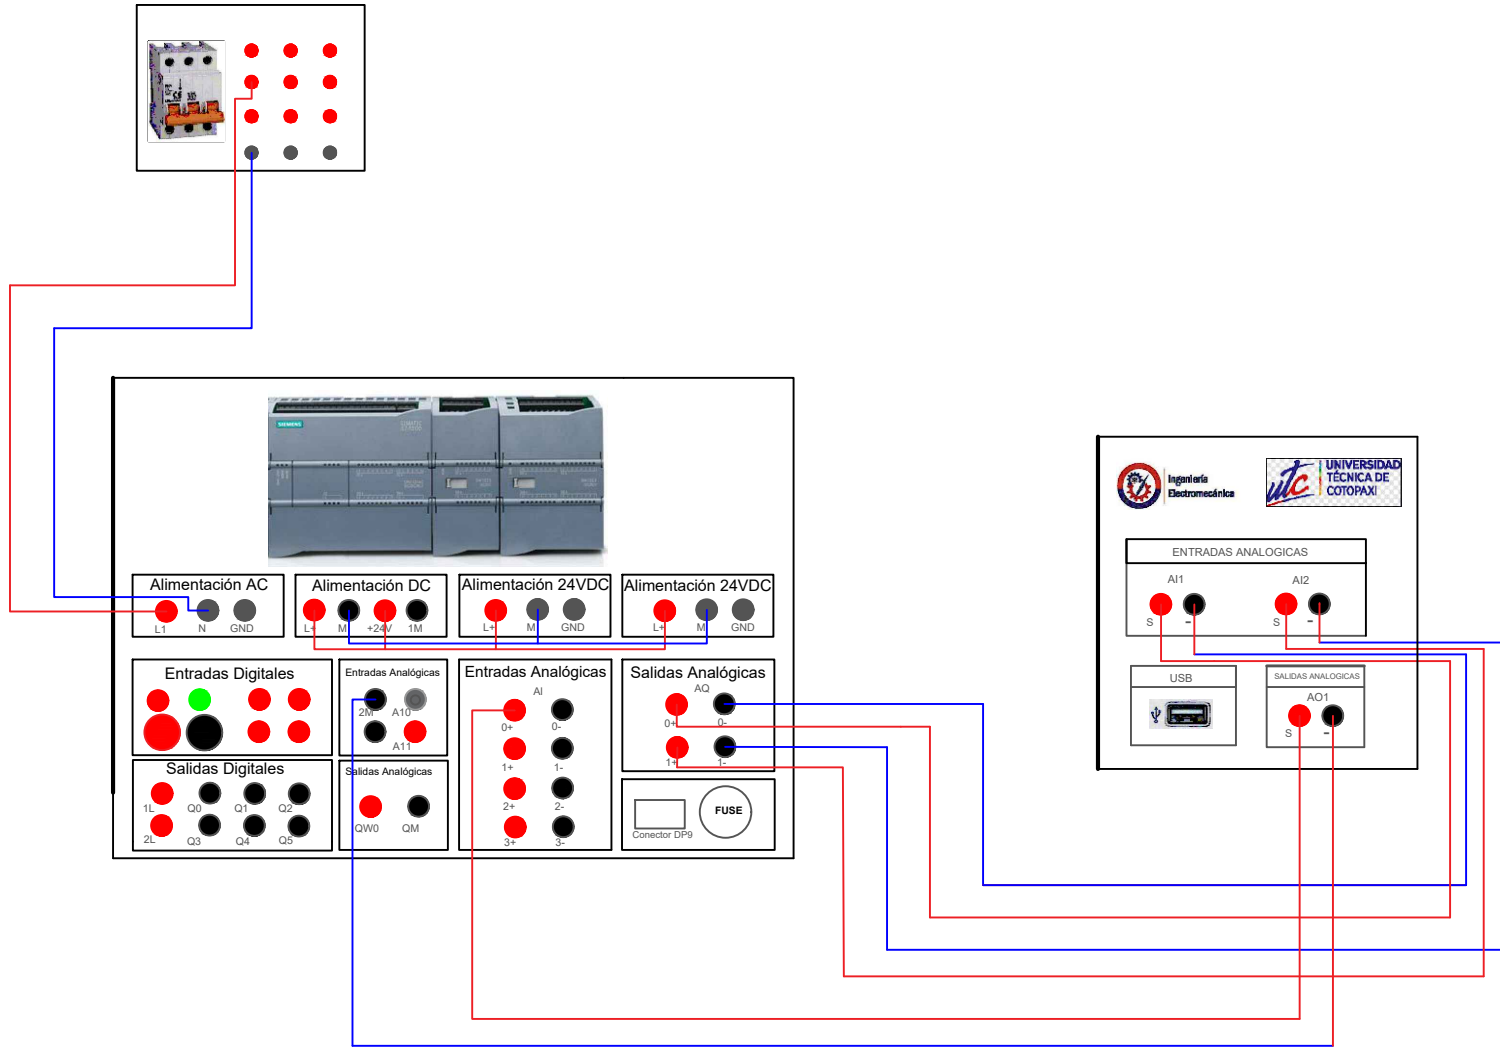 SIEMENS
Ingeniería
Electromecánica
utc
UNIVERSIDAD
TÉCNICA DE
COTOPAXI
Alimentación AC
L1
N
GND
Alimentación DC
L+
M
+24V
1M
Alimentación 24VDC
L+
M
GND
Alimentación 24VDC
L+
M
GND
Entradas Digitales
Entradas Analógicas
2M
A10
A11
Entradas Analógicas
AI
0+
0-
1+
1-
2+
2-
3+
3-
Salidas Analógicas
AQ
0+
0-
1+
1-
Salidas Digitales
1L
Q0
Q1
Q2
2L
Q3
Q4
Q5
Salidas Analógicas
QW0
QM
Conector DP9
FUSE
ENTRADAS ANALOGICAS
AI1
AI2
S
-
S
-
USB
SALIDAS ANALOGICAS
AO1
S
-